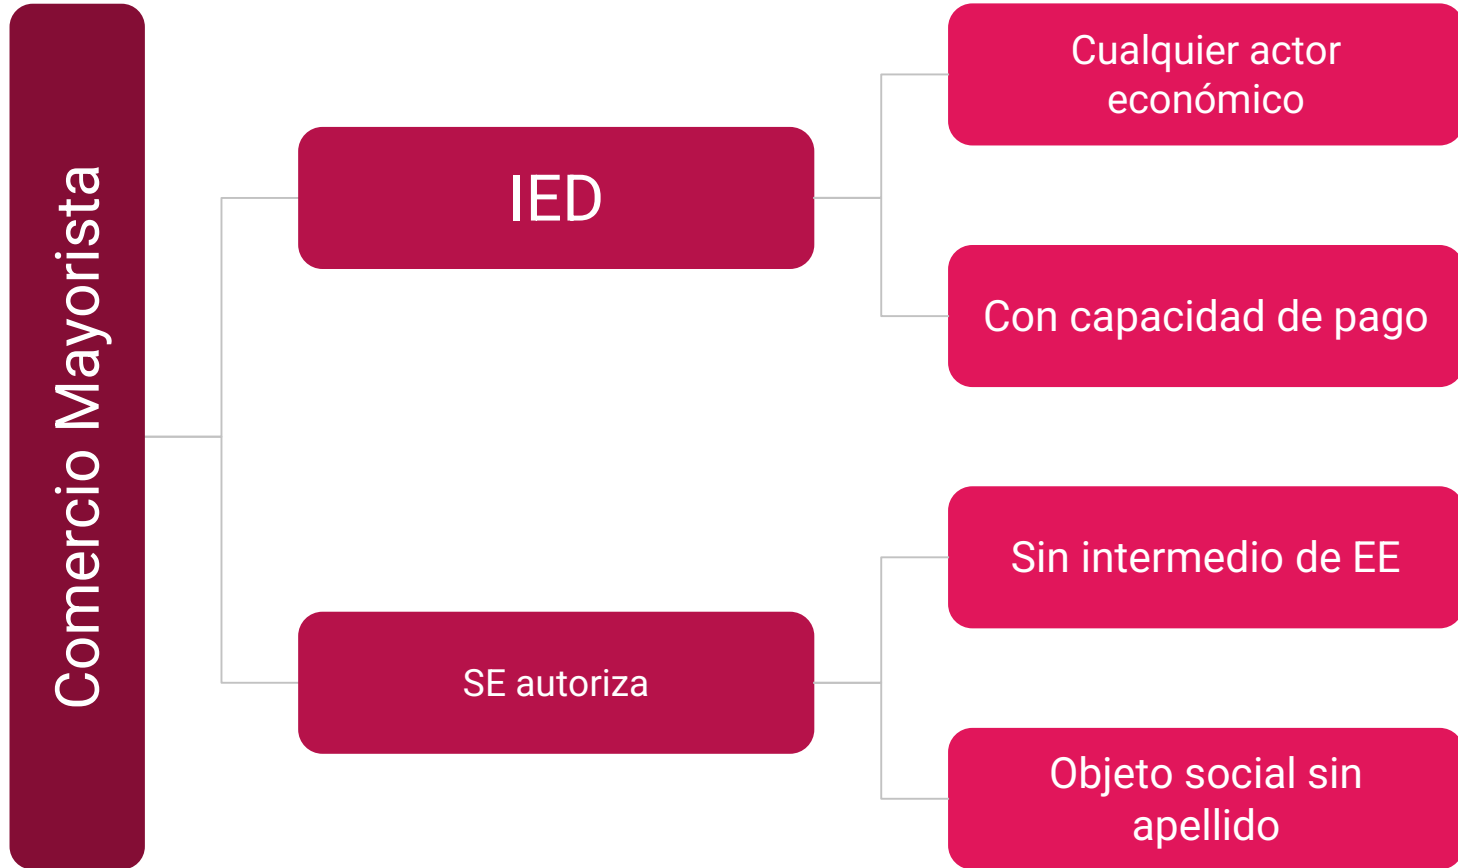 Comercio Mayorista
IED
Cualquier actor
económico
Con capacidad de pago
SE autoriza
Sin intermedio de EE
Objeto social sin
apellido